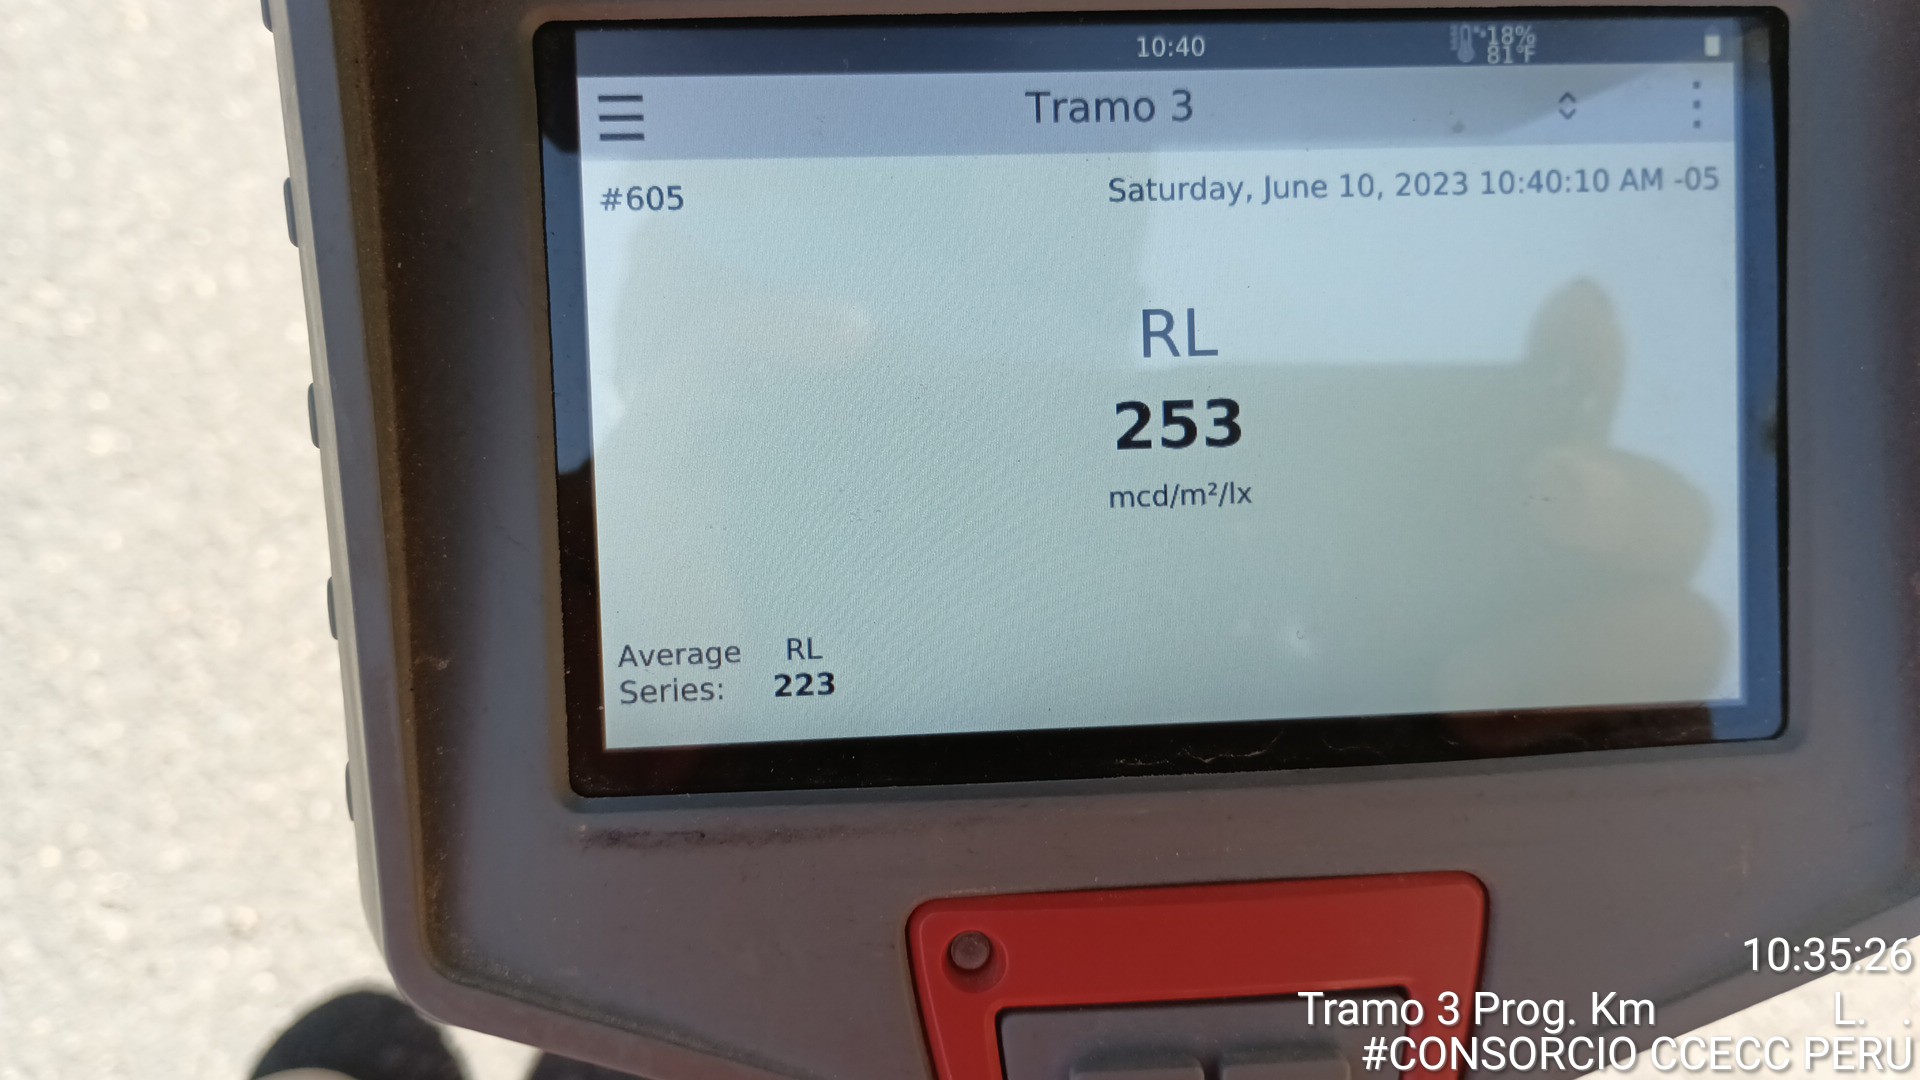 10:40
18%
81°F
Tramo 3
#605
Saturday, June 10, 2023 10:40:10 AM -05
RL
253
mcd/m²/lx
Average RL
Series: 223
10:35:26
Tramo 3 Prog. Km L. .
#CONSORCIO CCECC PERU